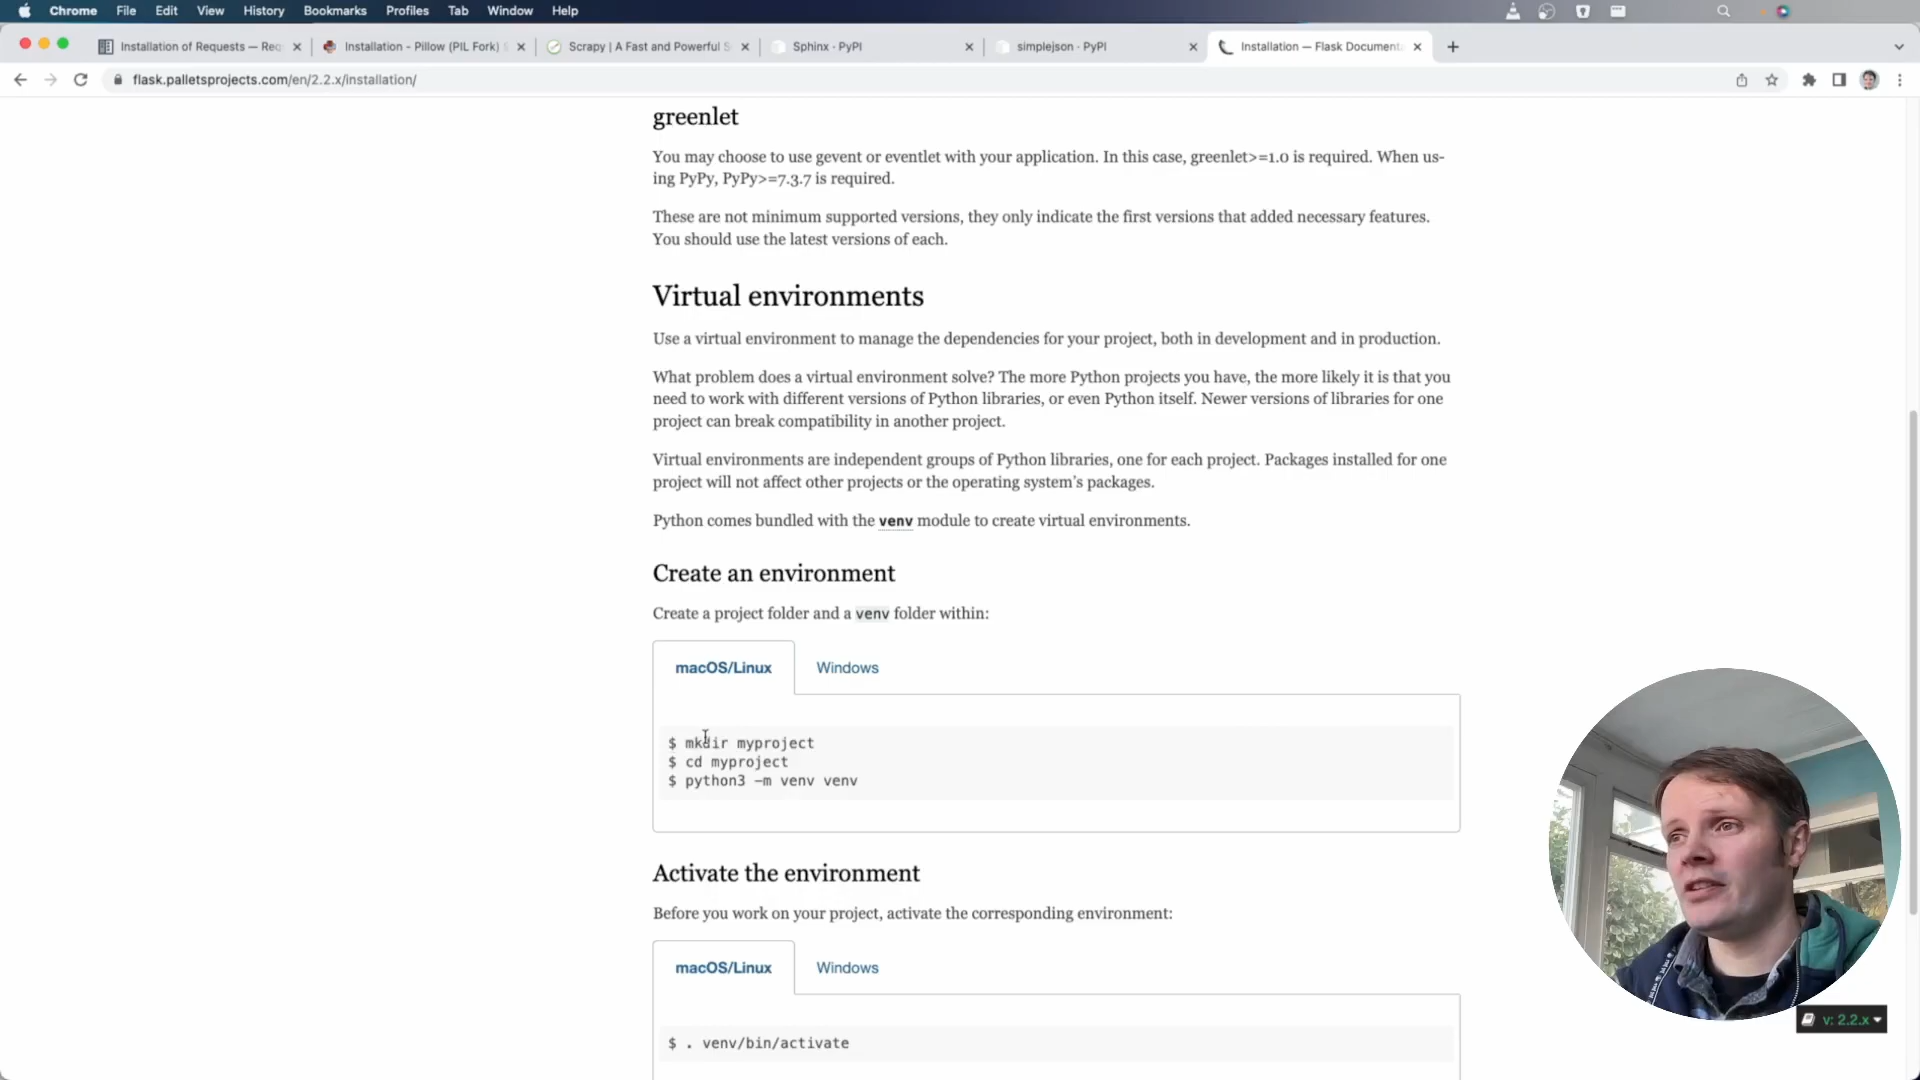 Chrome File Edit View History Bookmarks Profiles Tab Window Help
Installation of Requests — Req
Installation - Pillow (PIL Fork)
Scrapy | A Fast and Powerful S
Sphinx · PyPI
simplejson · PyPI
Installation — Flask Document
flask.palletsprojects.com/en/2.2.x/installation/
greenlet
You may choose to use gevent or eventlet with your application. In this case, greenlet>=1.0 is required. When us-
ing PyPy, PyPy>=7.3.7 is required.
These are not minimum supported versions, they only indicate the first versions that added necessary features.
You should use the latest versions of each.
Virtual environments
Use a virtual environment to manage the dependencies for your project, both in development and in production.
What problem does a virtual environment solve? The more Python projects you have, the more likely it is that you
need to work with different versions of Python libraries, or even Python itself. Newer versions of libraries for one
project can break compatibility in another project.
Virtual environments are independent groups of Python libraries, one for each project. Packages installed for one
project will not affect other projects or the operating system's packages.
Python comes bundled with the venv module to create virtual environments.
Create an environment
Create a project folder and a venv folder within:
macOS/Linux Windows
$ mkdir myproject
$ cd myproject
$ python3 -m venv venv
Activate the environment
Before you work on your project, activate the corresponding environment:
macOS/Linux Windows
$ . venv/bin/activate
v: 2.2.x